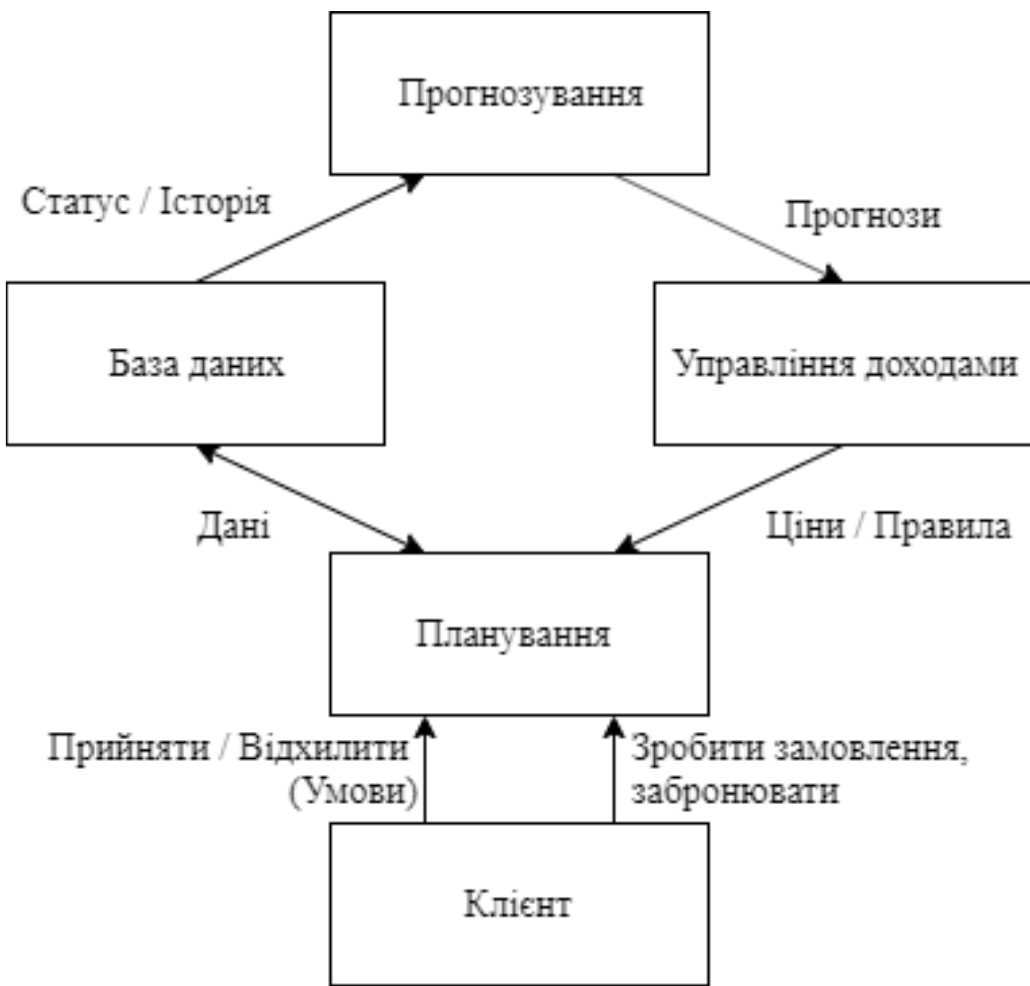 Прогнозування
Статус / Історія
Прогнози
База даних
Управління доходами
Дані
Ціни / Правила
Планування
Прийняти / Відхилити
(Умови)
Зробити замовлення,
забронювати
Клієнт